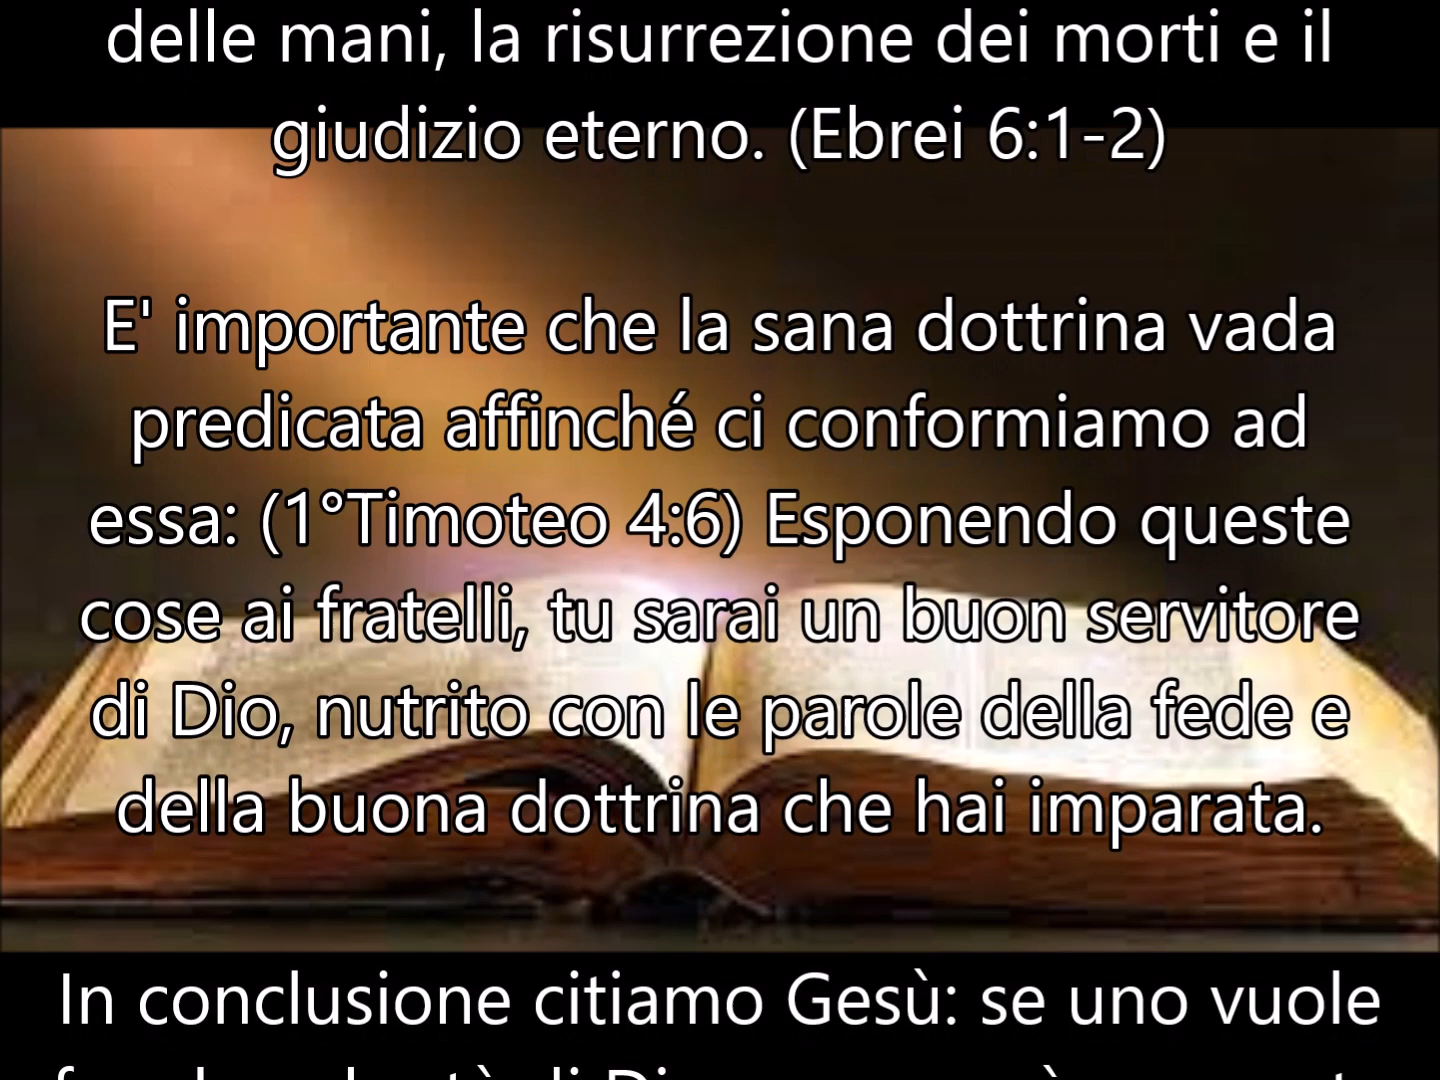 delle mani, la risurrezione dei morti e il
giudizio eterno. (Ebrei 6:1-2)
E' importante che la sana dottrina vada
predicata affinché ci conformiamo ad
essa: (1°Timoteo 4:6) Esponendo queste
cose ai fratelli, tu sarai un buon servitore
di Dio, nutrito con le parole della fede e
della buona dottrina che hai imparata.
In conclusione citiamo Gesù: se uno vuole